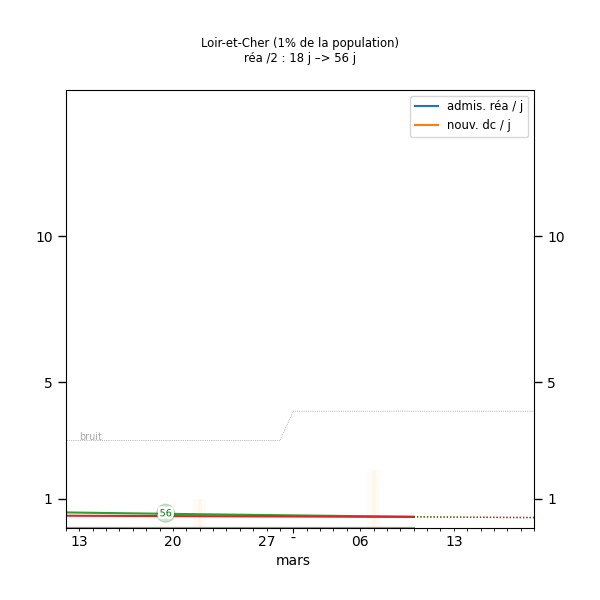 Loir-et-Cher (1% de la population)
réa /2 : 18 j –> 56 j
admis. réa / j
nouv. dc / j
10 10
5 5
bruit
1 1
56
13 20 27 - 06 13
mars